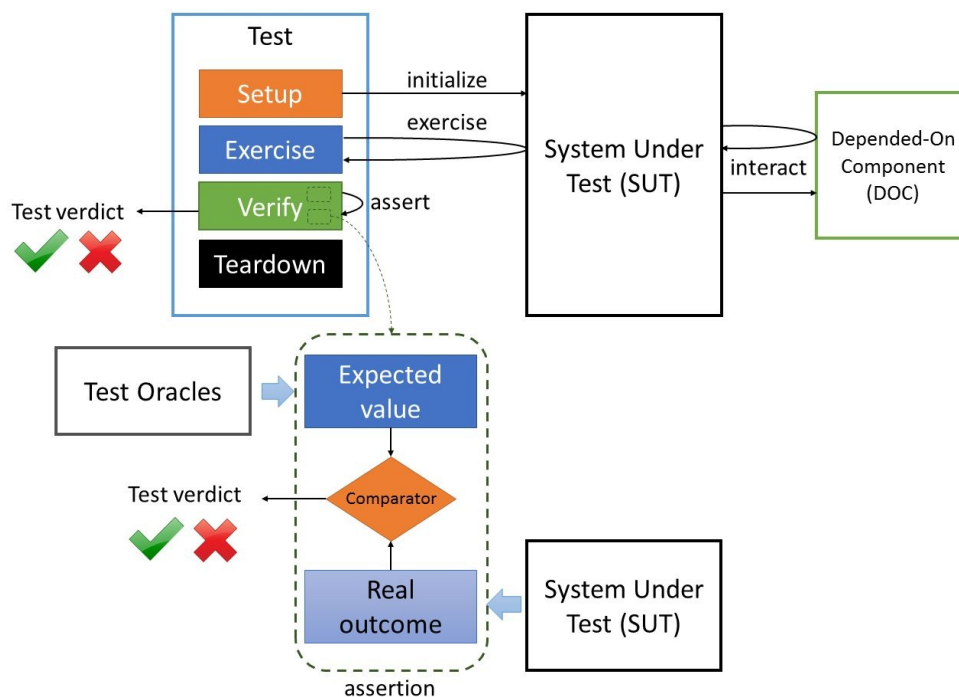 Test
Setup
initialize
Exercise
exercise
System Under
Test (SUT)
interact
Depended-On
Component
(DOC)
Verify
assert
Test verdict
Teardown
Test Oracles
Expected
value
Comparator
Test verdict
Real
outcome
System Under
Test (SUT)
assertion